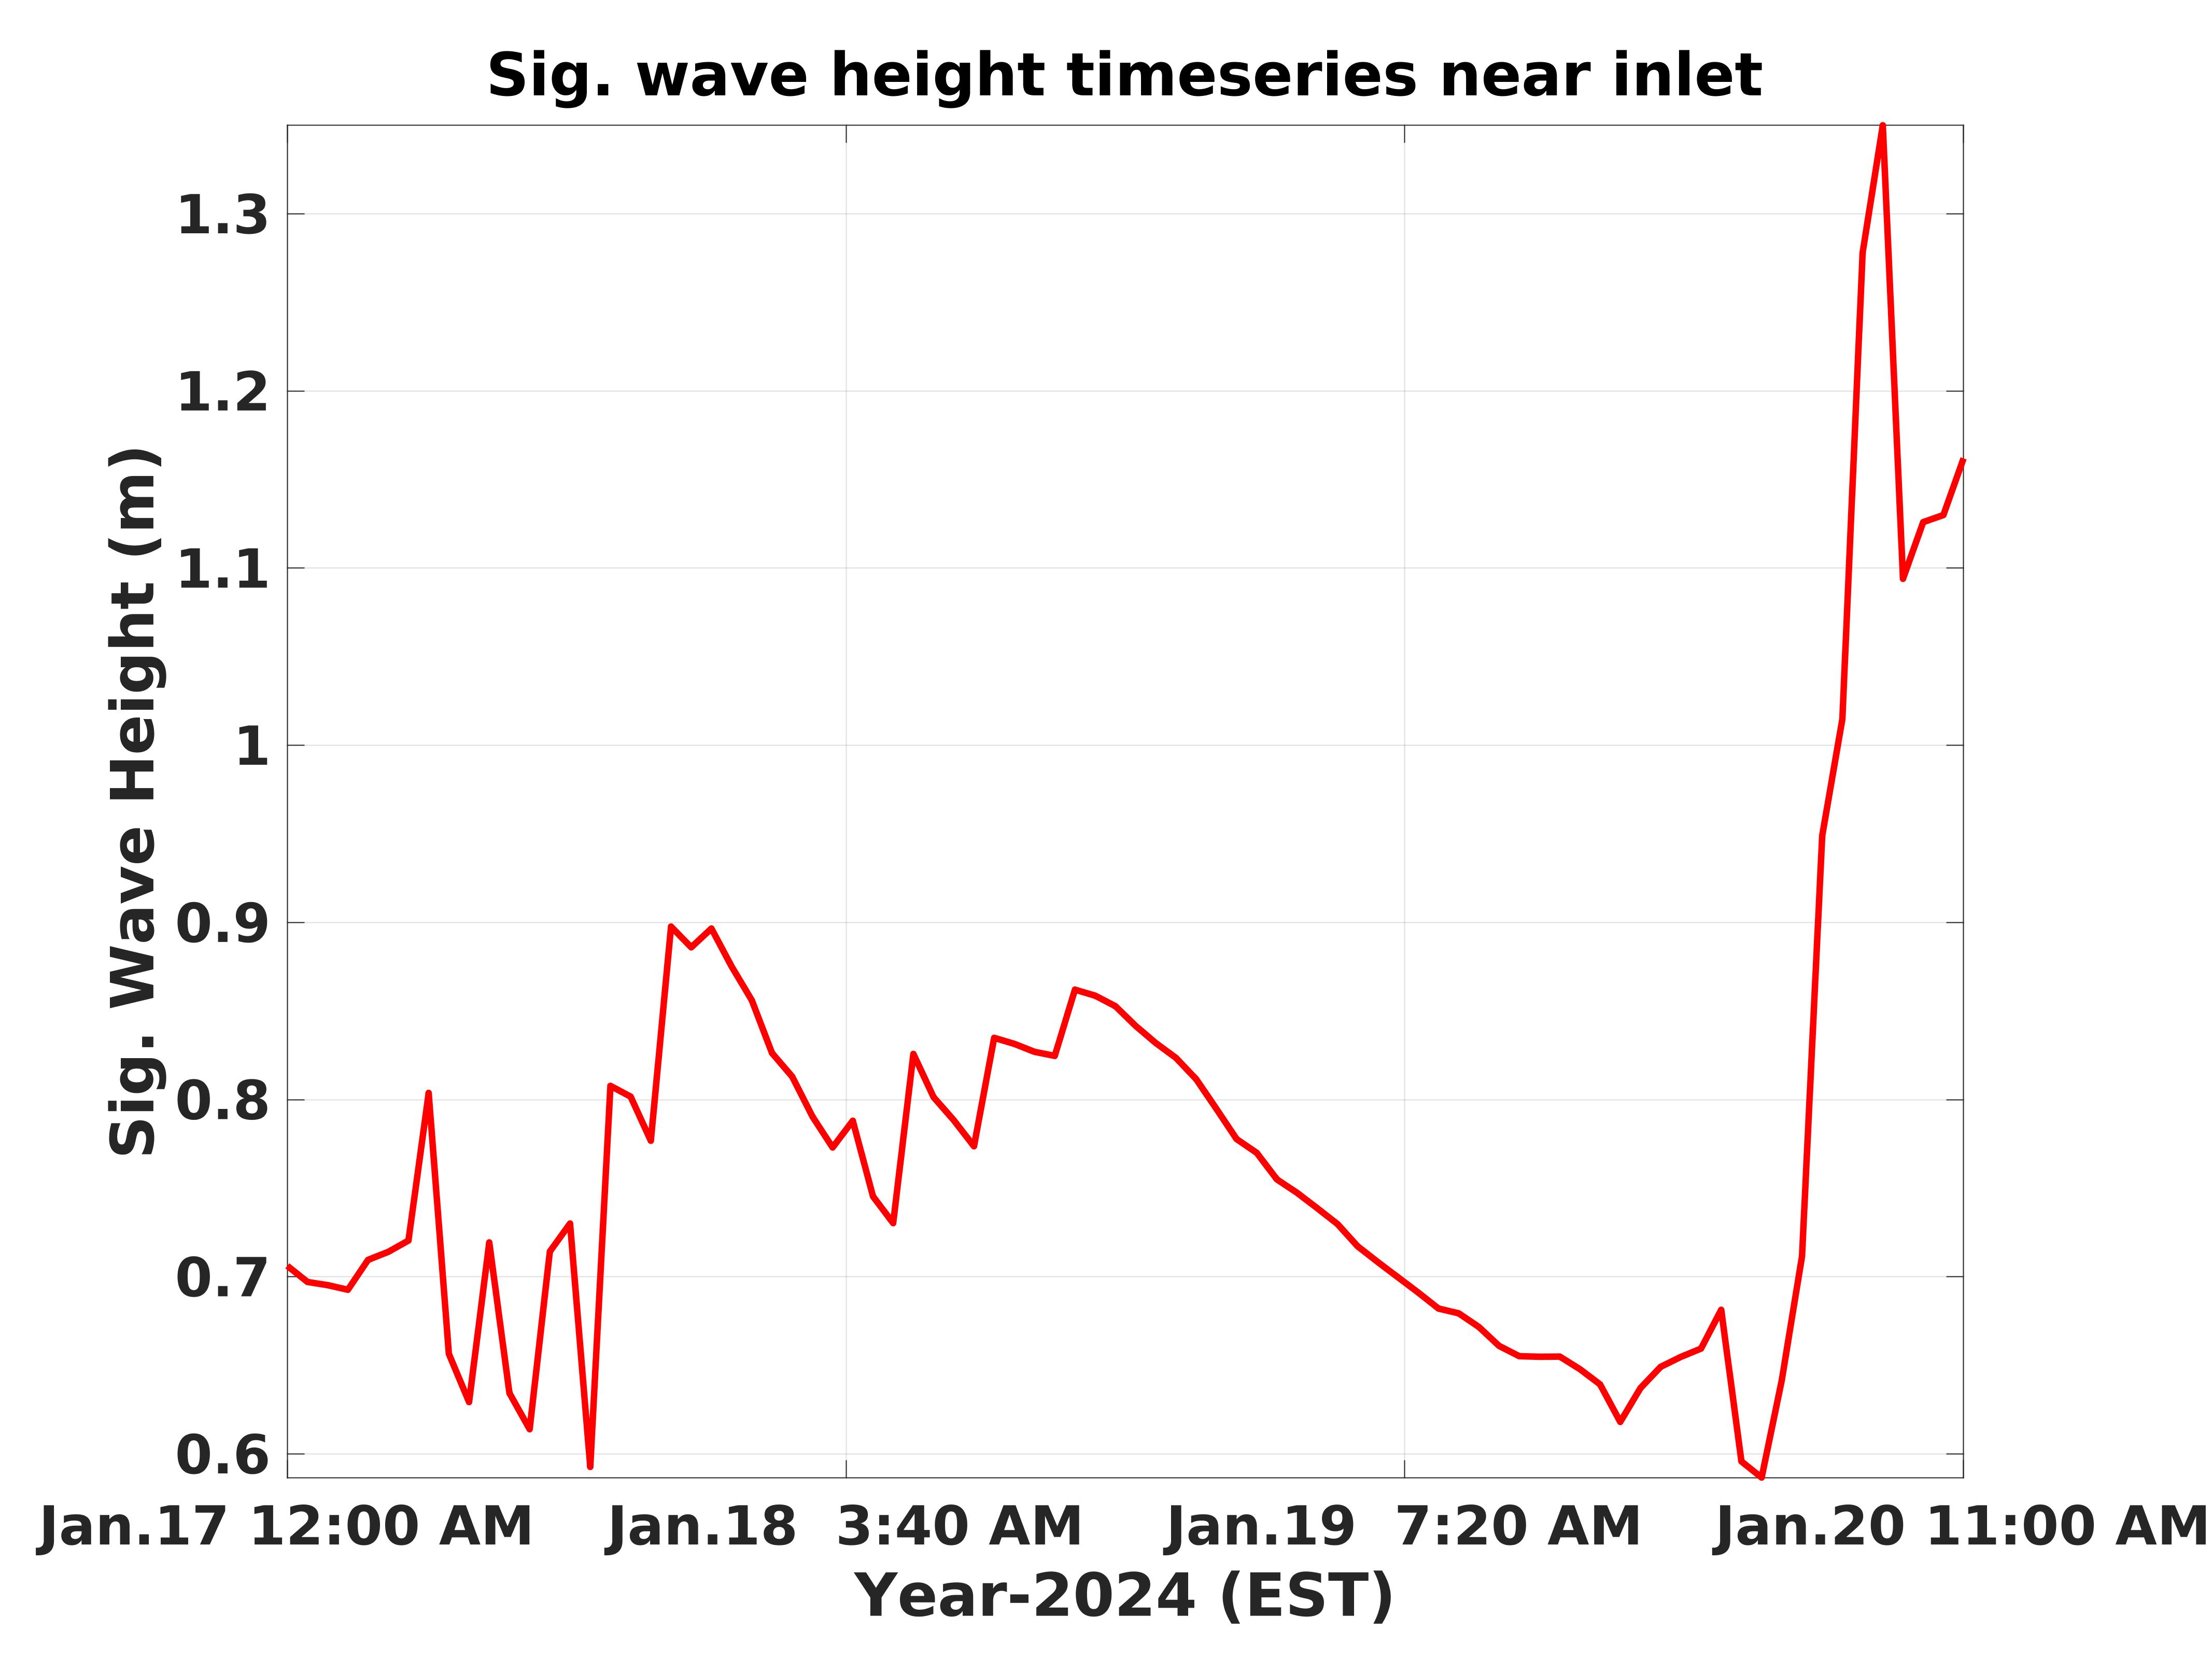 Sig. wave height timeseries near inlet
Sig. Wave Height (m)
1.3
1.2
1.1
1
0.9
0.8
0.7
0.6
Jan.17 12:00 AM Jan.18 3:40 AM Jan.19 7:20 AM Jan.20 11:00 AM
Year-2024 (EST)